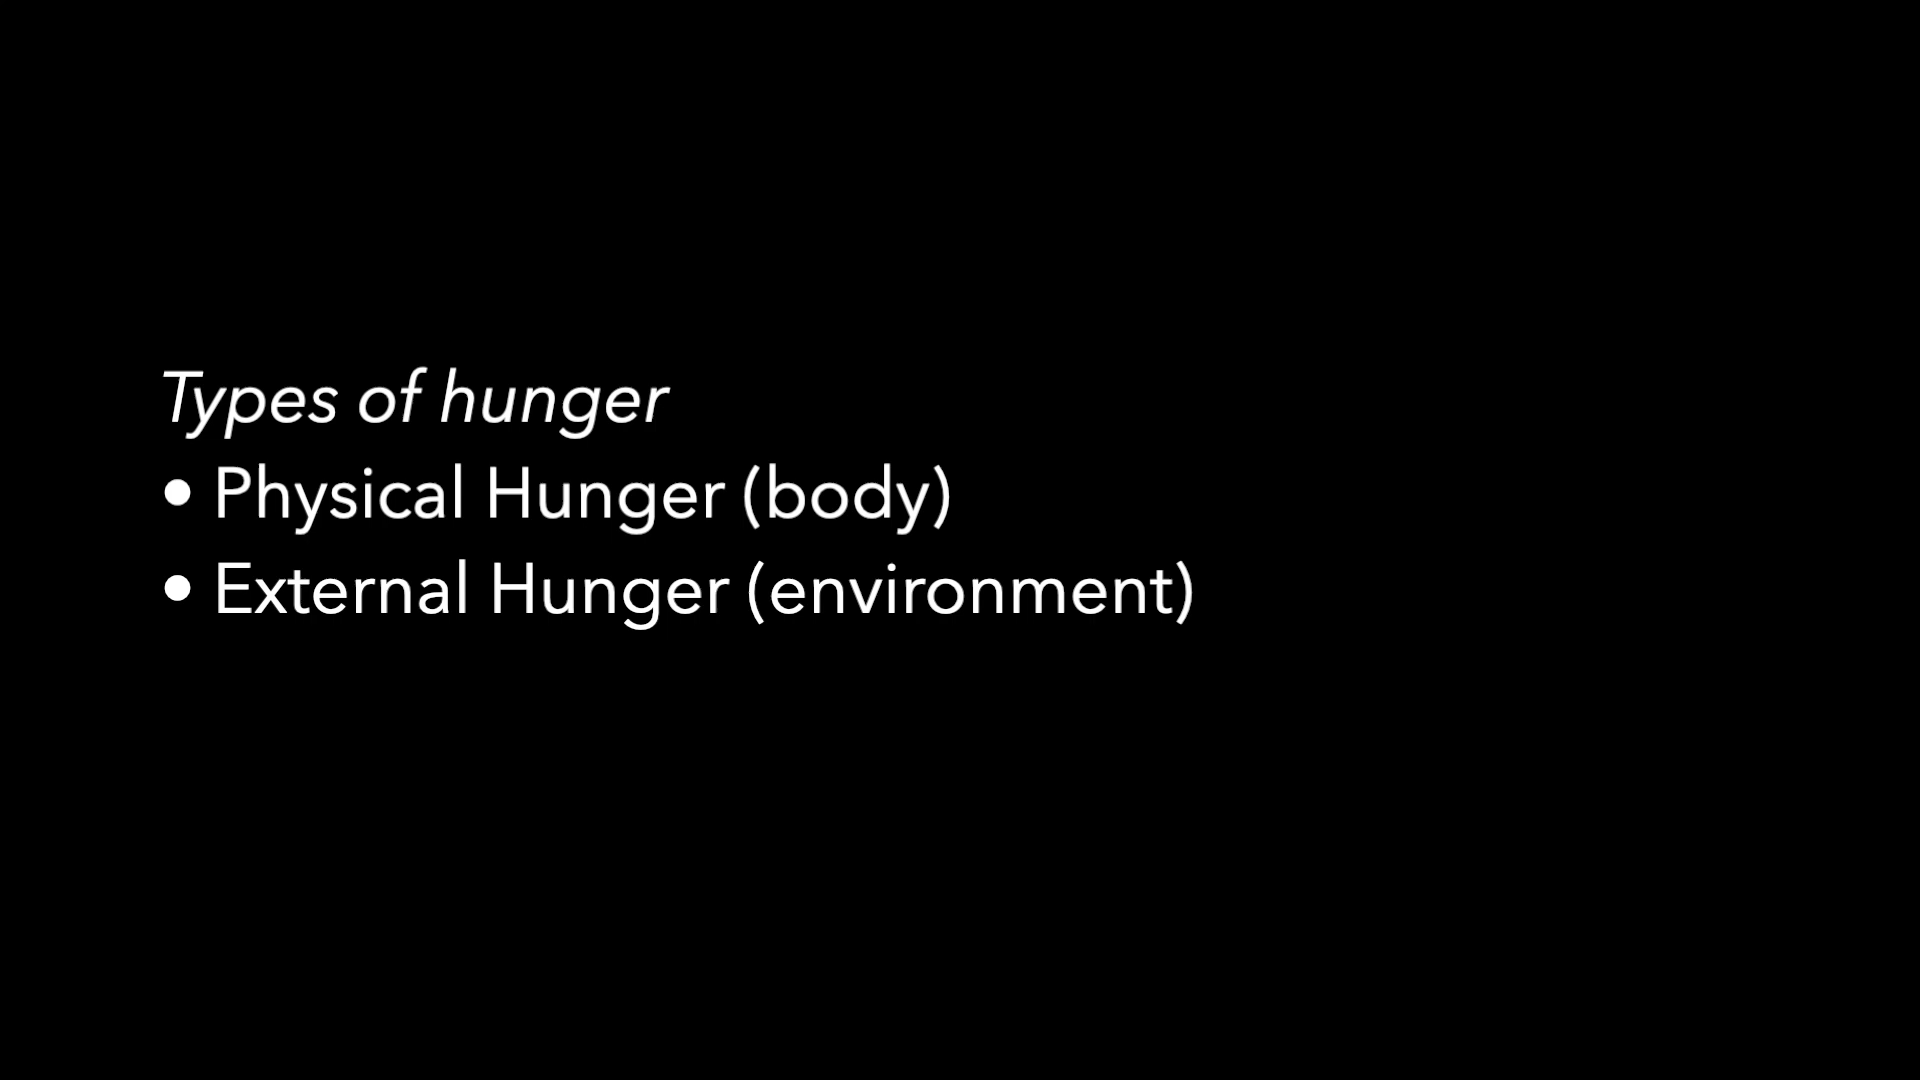 Types of hunger
• Physical Hunger (body)
• External Hunger (environment)